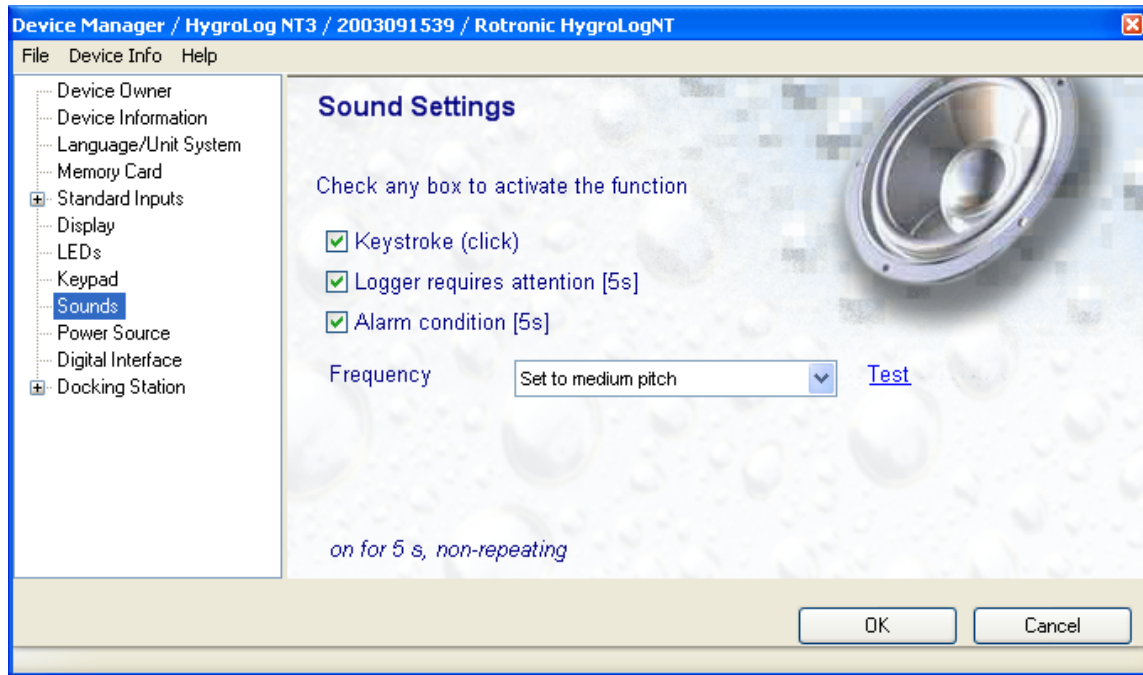 Device Manager / HygroLog NT3 / 2003091539 / Rotronic HygroLogNT
File Device Info Help
Device Owner
Device Information
Language/Unit System
Memory Card
Standard Inputs
Display
LEDs
Keypad
Sounds
Power Source
Digital Interface
Docking Station
Sound Settings
Check any box to activate the function
Keystroke (click)
Logger requires attention [5s]
Alarm condition [5s]
Frequency Set to medium pitch Test
on for 5 s, non-repeating
OK Cancel